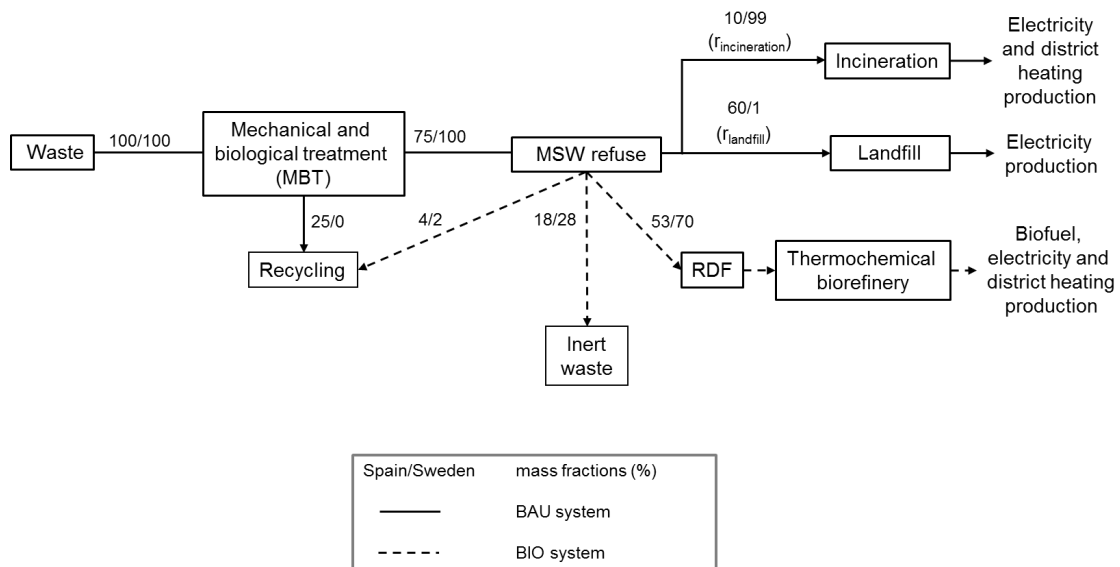 10/99
(rincineration)
Incineration
Electricity
and district
heating
production
Waste
100/100
Mechanical and
biological treatment
(MBT)
75/100
MSW refuse
60/1
(rlandfill)
Landfill
Electricity
production
25/0
4/2
18/28
53/70
Recycling
RDF
Thermochemical
biorefinery
Biofuel,
electricity and
district heating
production
Inert
waste
Spain/Sweden mass fractions (%)
BAU system
BIO system